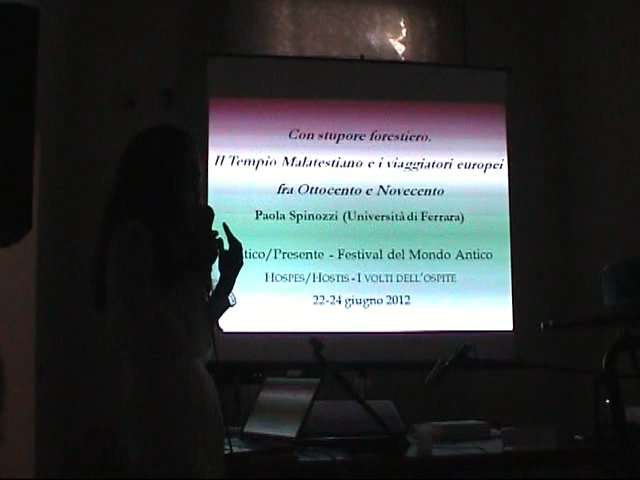 Con stupore forestiero.
Il Tempio Malatestiano e i viaggiatori europei
fra Ottocento e Novecento
Paola Spinozzi (Università di Ferrara)
tico/Presente - Festival del Mondo Antico
HOSPES/HOSTIS - I VOLTI DELL'OSPITE
22-24 giugno 2012